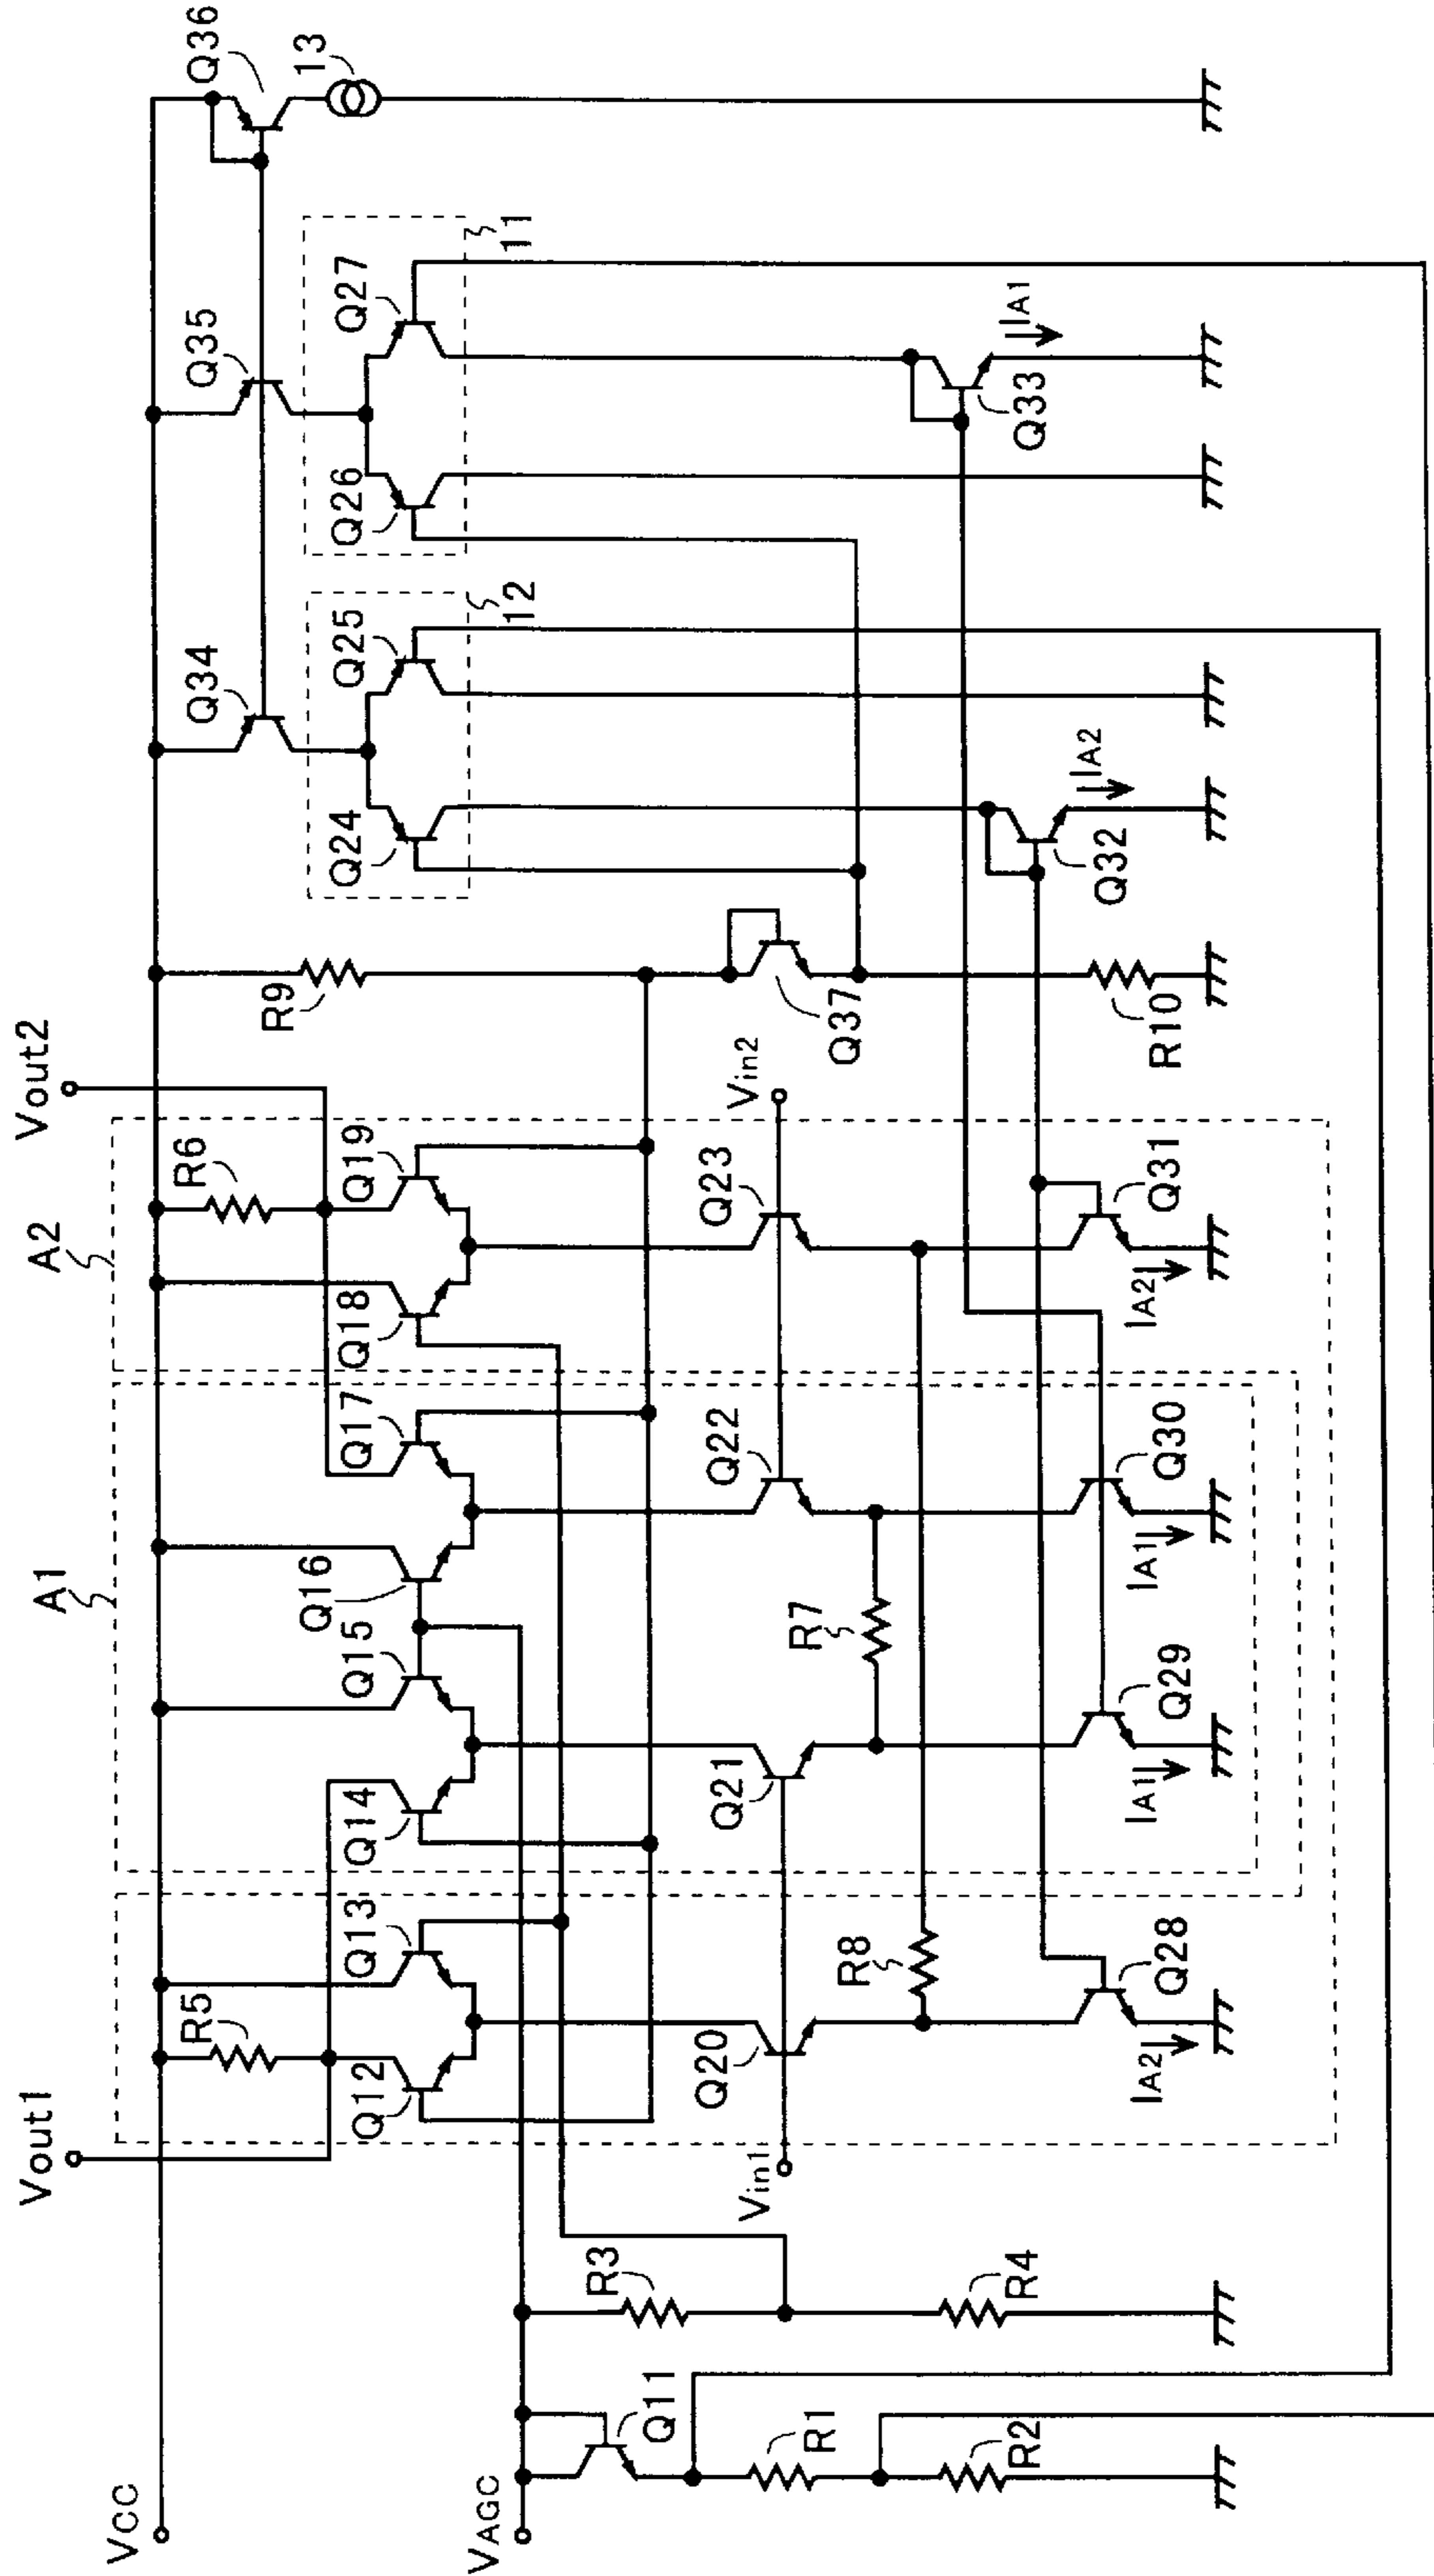 VCC
VAGC
Q11
R1
R2
R3
R4
Vout1
R5
Q12
Q13
Vin1
Q20
R8
Q28
IA2
A1
Q14
Q15
Q16
Q17
Q21
Q22
R7
Q29
IA1
Q30
IA1
A2
Q18
Q19
R6
Vout2
Q23
Vin2
Q31
IA2
R9
Q37
R10
Q34
Q24
Q25
12
Q32
IA2
Q35
Q26
Q27
11
Q33
IA1
Q36
13